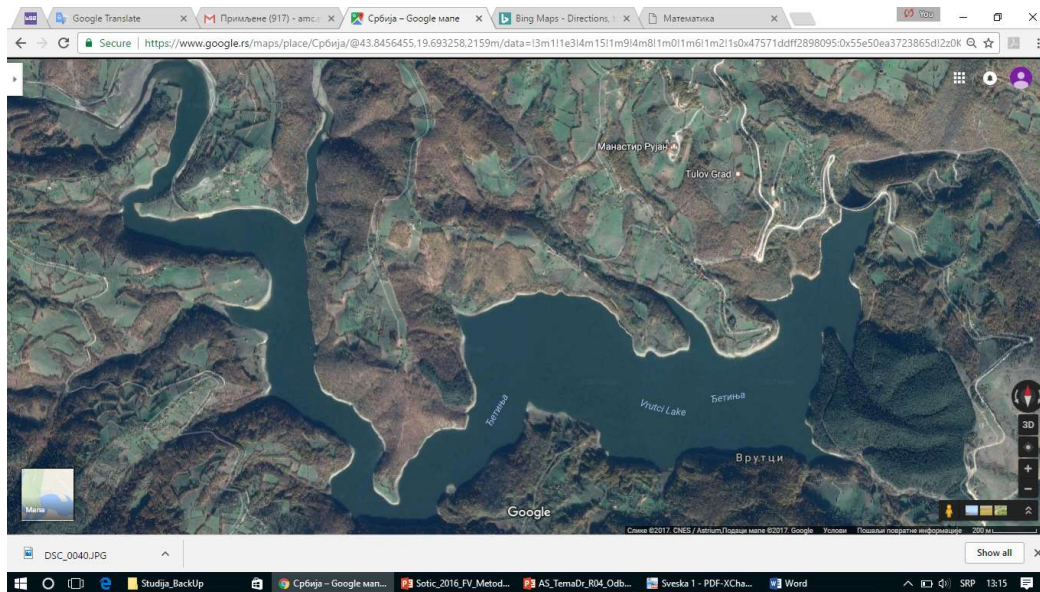 Google Translate
Примљене (917) - amc.s
Србија – Google мапе
Bing Maps - Directions, t
Математика
You
Secure | https://www.google.rs/maps/place/Србија/@43.8456455,19.693258,2159m/data=!3m1!1e3!4m15!1m9!4m8!1m0!1m6!1m2!1s0x47571ddff2898095:0x55e50ea3723865d!2z0K
Манастир Рујан
Tulov Grad
Ђетиња
Vrutci Lake
Ђетиња
Врутци
3D
Мапа
Google
Слике ©2017. CNES / Astrium,Подаци мапе ©2017. Google Услови Пошаљи повратне информације 200 м
DSC_0040.JPG
Show all
Studija_BackUp
Србија – Google мап...
Sotic_2016_FV_Metod...
AS_TemaDr_R04_Odb...
Sveska 1 - PDF-XCha...
Word
SRP
13:15